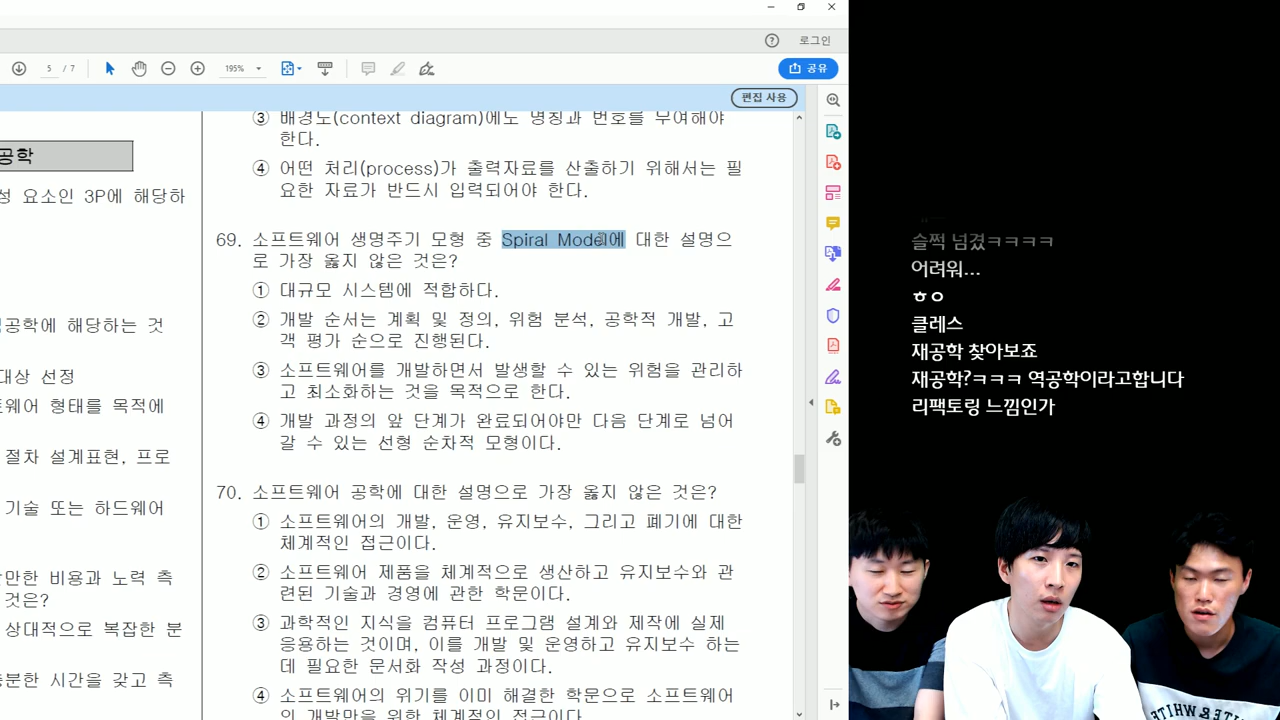 로그인
5 / 7
195%
공유
편집 사용
공학
성 요소인 3P에 해당하
공학에 해당하는 것
대상 선정
웨어 형태를 목적에
절차 설계표현, 프로
기술 또는 하드웨어
만한 비용과 노력 측
것은?
상대적으로 복잡한 분
충분한 시간을 갖고 측
③ 배경도(context diagram)에도 명칭과 번호를 부여해야
한다.
④ 어떤 처리(process)가 출력자료를 산출하기 위해서는 필
요한 자료가 반드시 입력되어야 한다.
69. 소프트웨어 생명주기 모형 중 Spiral Model에 대한 설명으
로 가장 옳지 않은 것은?
① 대규모 시스템에 적합하다.
② 개발 순서는 계획 및 정의, 위험 분석, 공학적 개발, 고
객 평가 순으로 진행된다.
③ 소프트웨어를 개발하면서 발생할 수 있는 위험을 관리하
고 최소화하는 것을 목적으로 한다.
④ 개발 과정의 앞 단계가 완료되어야만 다음 단계로 넘어
갈 수 있는 선형 순차적 모형이다.
70. 소프트웨어 공학에 대한 설명으로 가장 옳지 않은 것은?
① 소프트웨어의 개발, 운영, 유지보수, 그리고 폐기에 대한
체계적인 접근이다.
② 소프트웨어 제품을 체계적으로 생산하고 유지보수와 관
련된 기술과 경영에 관한 학문이다.
③ 과학적인 지식을 컴퓨터 프로그램 설계와 제작에 실제
응용하는 것이며, 이를 개발 및 운영하고 유지보수 하는
데 필요한 문서화 작성 과정이다.
④ 소프트웨어의 위기를 이미 해결한 학문으로 소프트웨어
의 개발만을 위한 체계적인 접근이다.
슬쩍 넘겼ㅋㅋㅋㅋ
어려워...
ㅎㅇ
클레스
재공학 찾아보죠
재공학?ㅋㅋㅋ 역공학이라고합니다
리팩토링 느낌인가